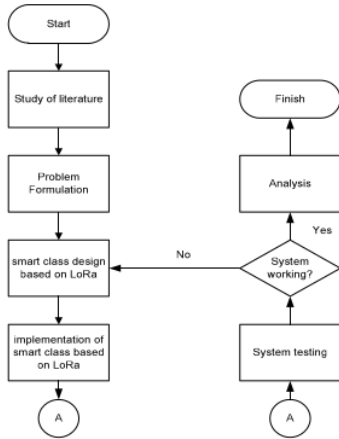 Start
Study of literature
Problem
Formulation
smart class design
based on LoRa
implementation of
smart class based
on LoRa
A
Finish
Analysis
Yes
No
System
working?
System testing
A